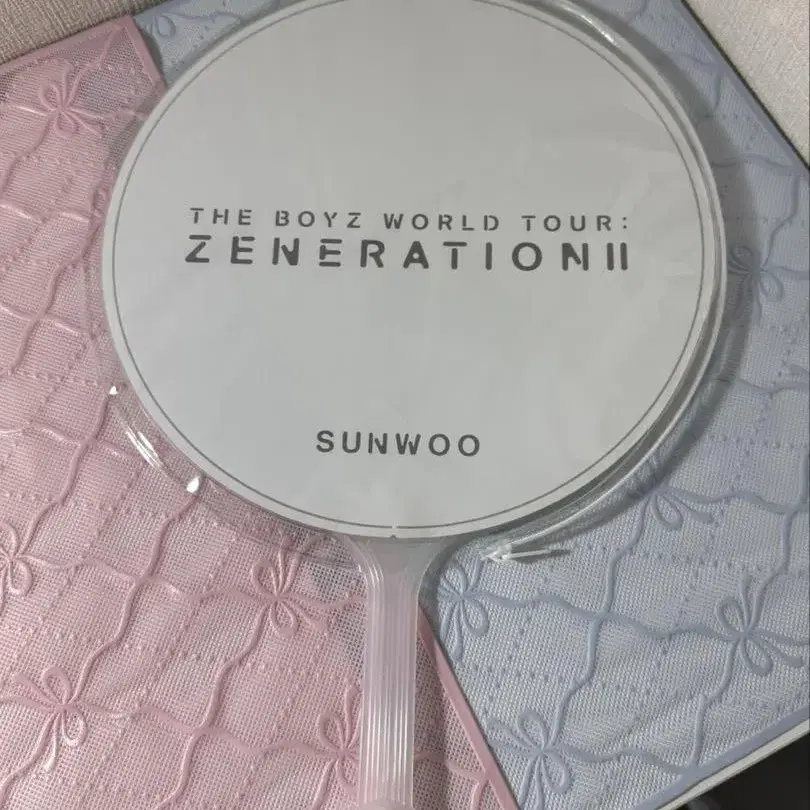 THE BOYZ WORLD TOUR:
ZENERATION II
SUNWOO